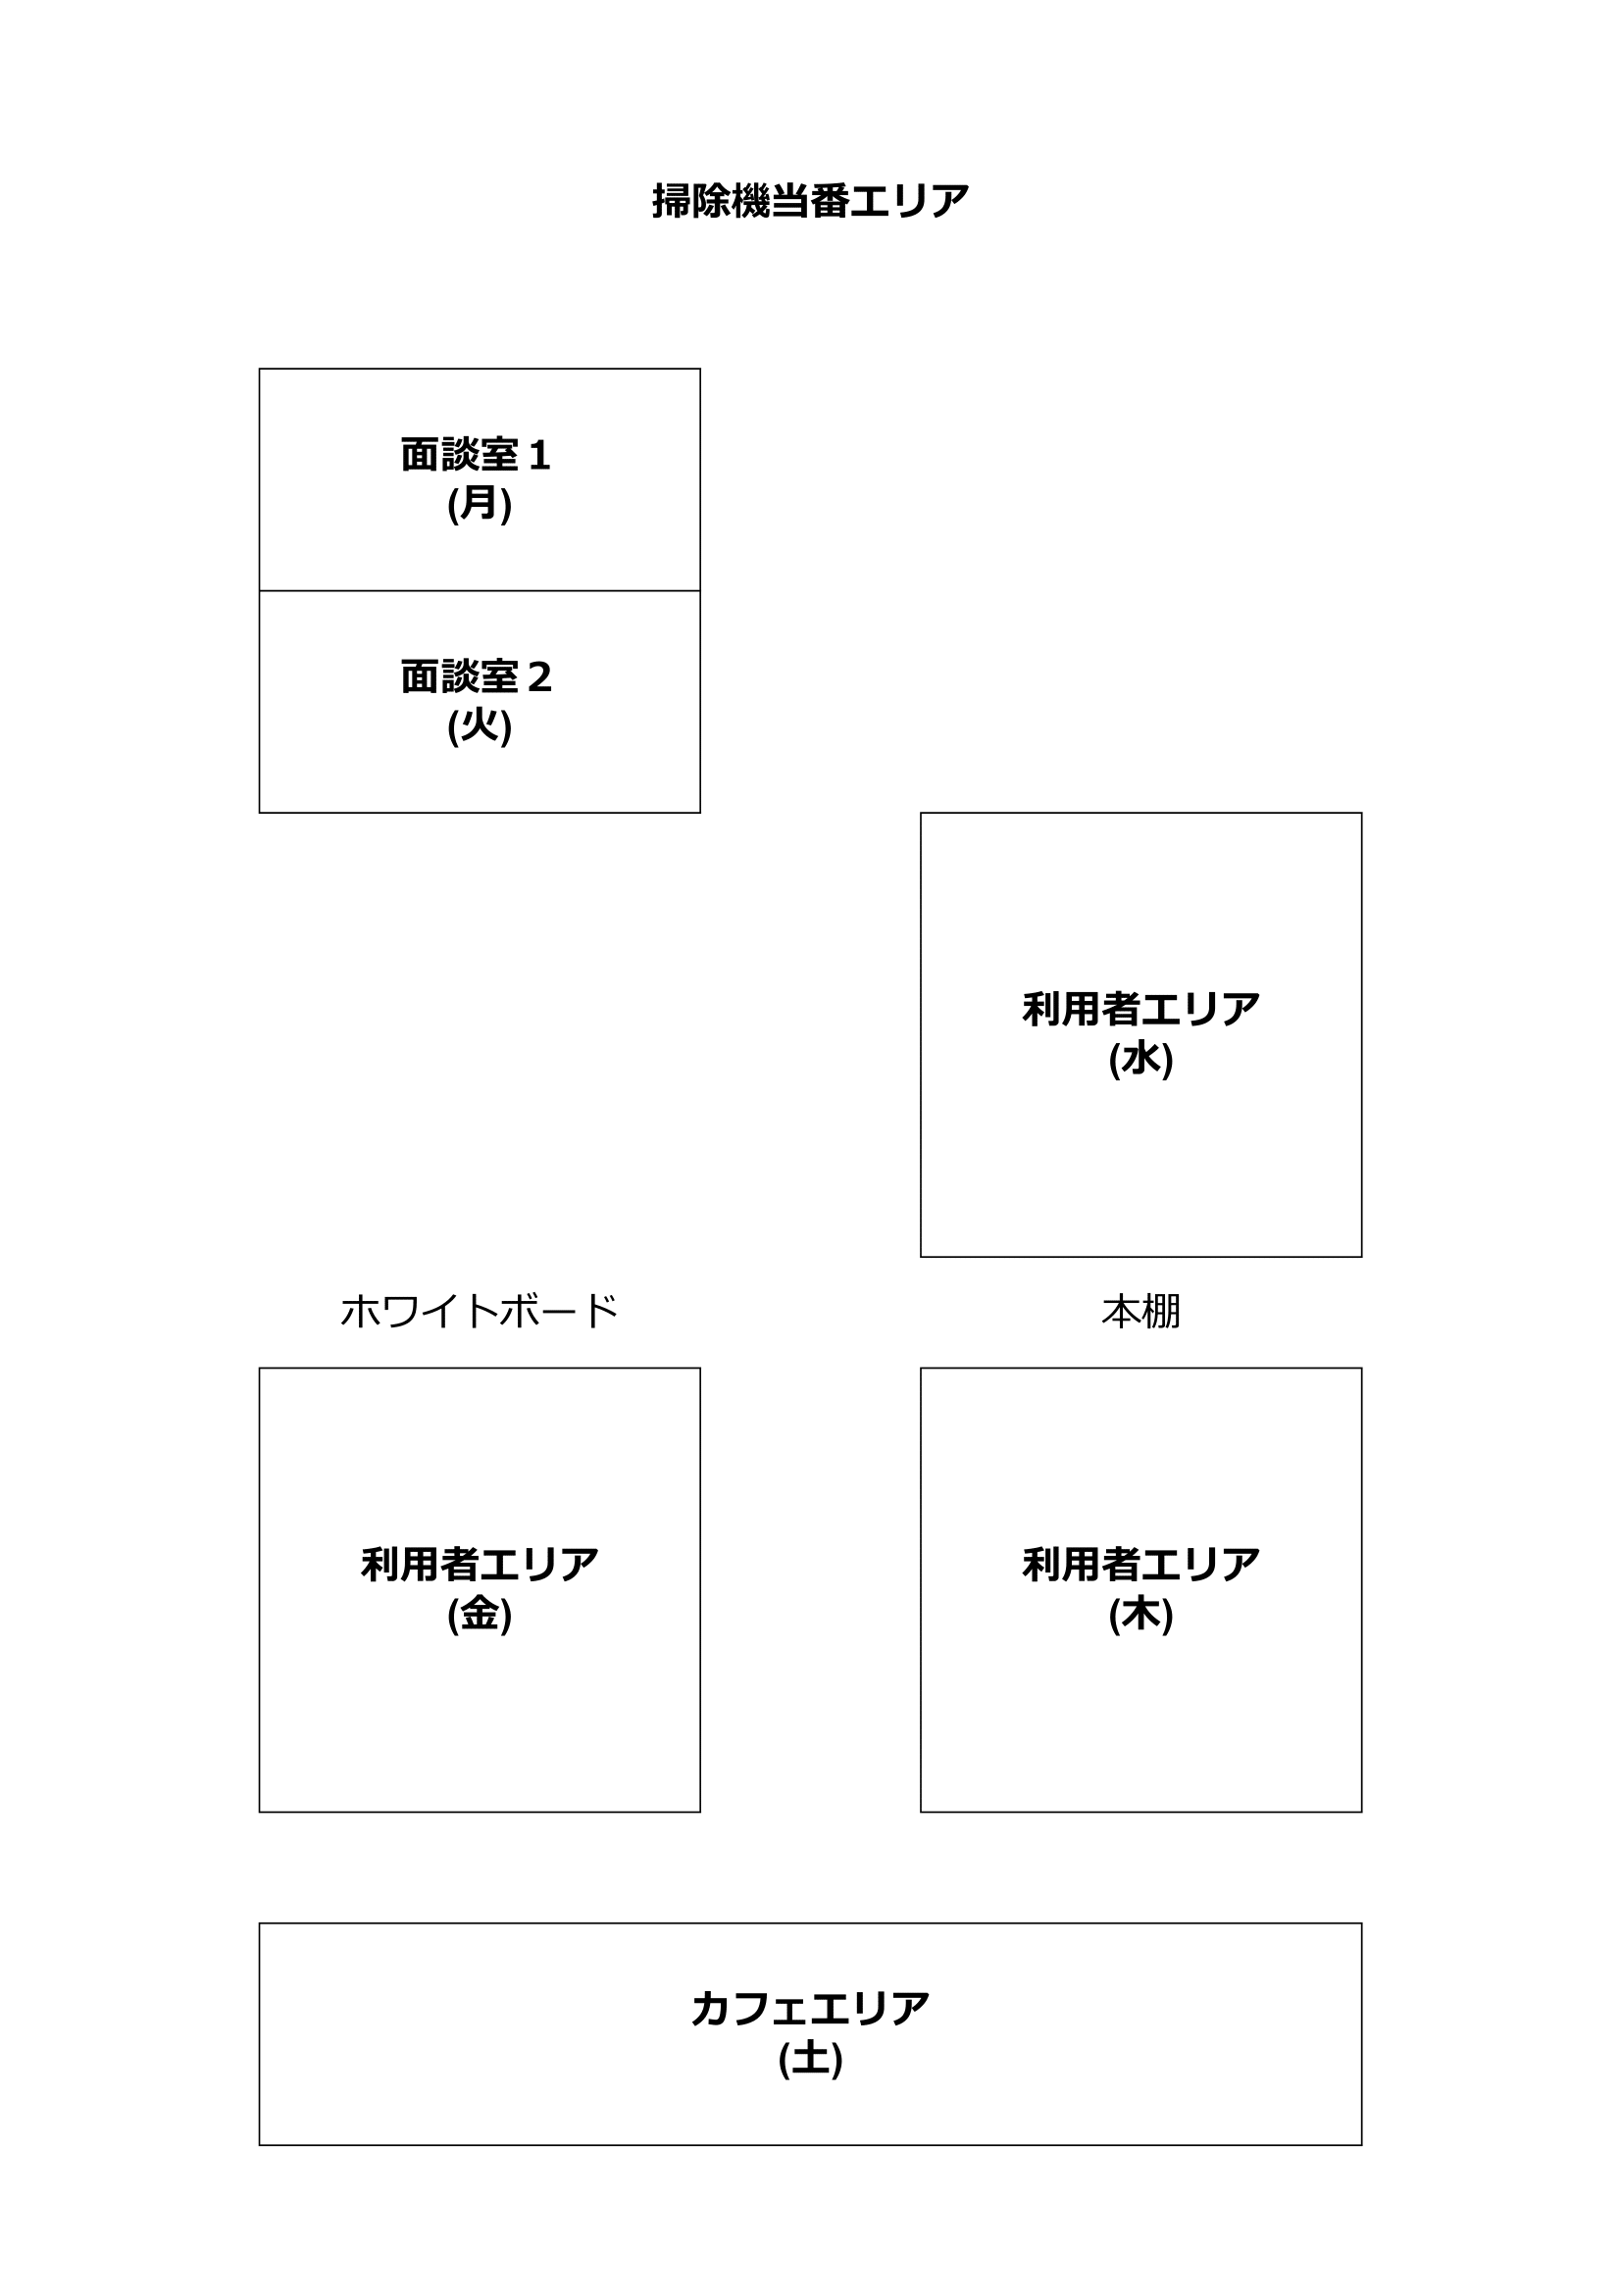 掃除機当番エリア
面談室１
(月)
面談室２
(火)
利用者エリア
(水)
ホワイトボード
本棚
利用者エリア
(金)
利用者エリア
(木)
カフェエリア
(土)